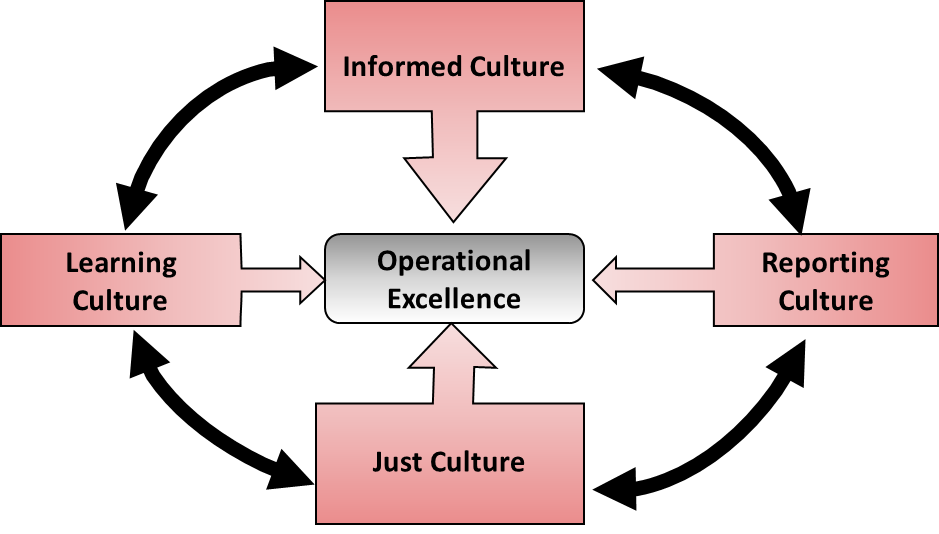 Informed Culture
Learning
Culture
Operational
Excellence
Reporting
Culture
Just Culture